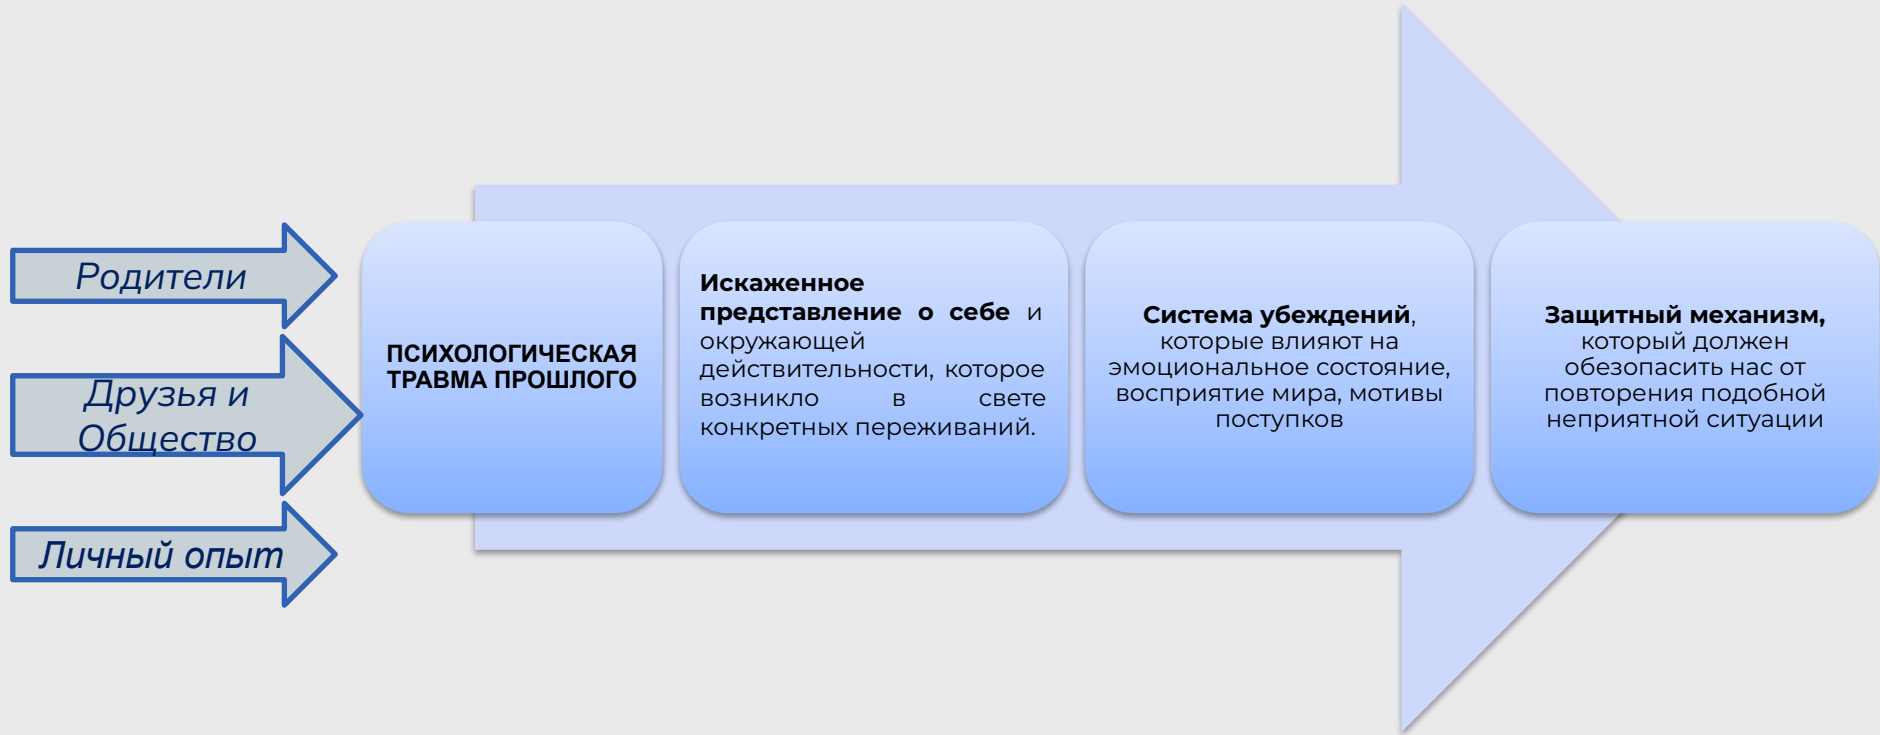 Родители
Друзья и
Общество
Личный опыт
ПСИХОЛОГИЧЕСКАЯ
ТРАВМА ПРОШЛОГО
Искаженное
представление о себе и
окружающей
действительности, которое
возникло в свете
конкретных переживаний.
Система убеждений,
которые влияют на
эмоциональное состояние,
восприятие мира, мотивы
поступков
Защитный механизм,
который должен
обезопасить нас от
повторения подобной
неприятной ситуации